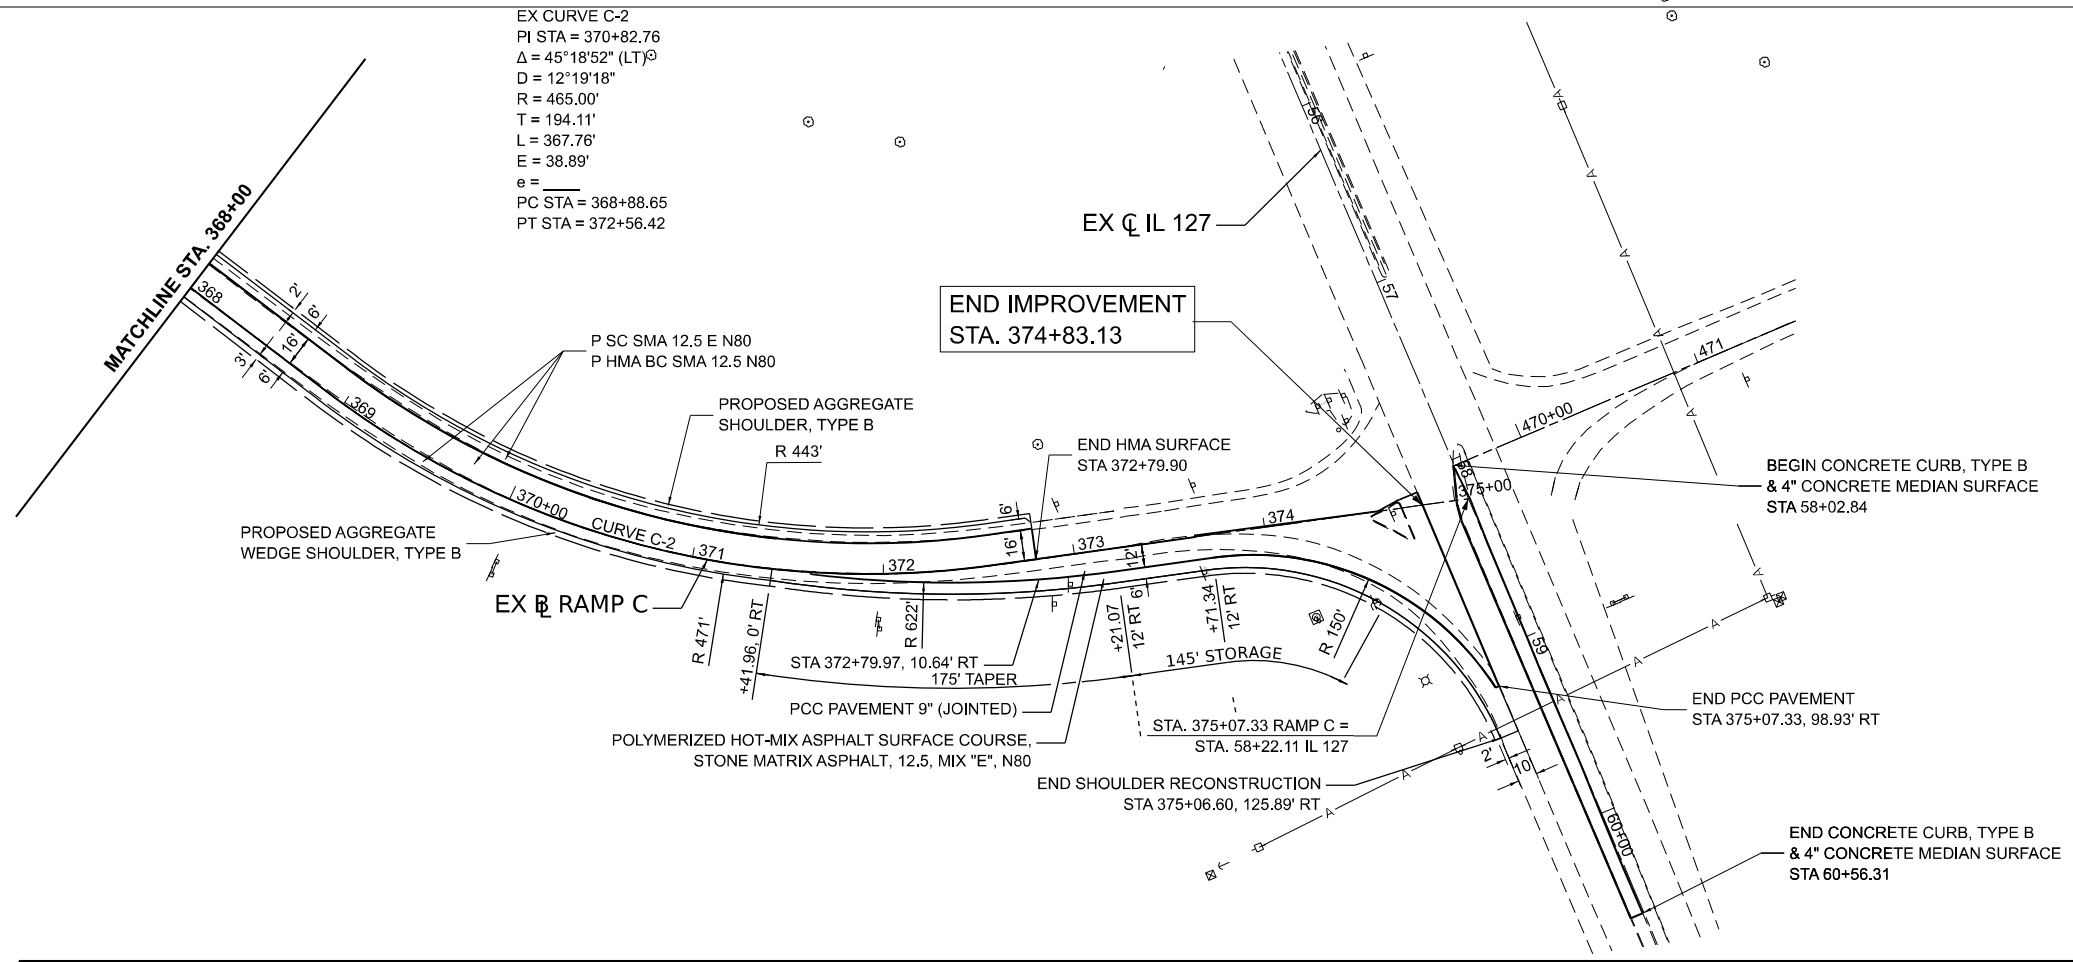 EX CURVE C-2
PI STA = 370+82.76
Δ = 45°18'52" (LT)
D = 12°19'18"
R = 465.00'
T = 194.11'
L = 367.76'
E = 38.89'
e = ____
PC STA = 368+88.65
PT STA = 372+56.42
MATCHLINE STA. 368+00
368
2'
6'
16'
3'
6'
369
P SC SMA 12.5 E N80
P HMA BC SMA 12.5 N80
PROPOSED AGGREGATE
SHOULDER, TYPE B
R 443'
370+00
CURVE C-2
371
372
PROPOSED AGGREGATE
WEDGE SHOULDER, TYPE B
EX ℄ IL 127
56
57
END IMPROVEMENT
STA. 374+83.13
END HMA SURFACE
STA 372+79.90
6'
16'
373
12'
374
375+00
58
470+00
471
BEGIN CONCRETE CURB, TYPE B
& 4" CONCRETE MEDIAN SURFACE
STA 58+02.84
EX BL RAMP C
R 471'
+41.96, 0' RT
R 622'
STA 372+79.97, 10.64' RT
175' TAPER
+21.07
12' RT
6'
+71.34
12' RT
145' STORAGE
R 150'
59
PCC PAVEMENT 9" (JOINTED)
POLYMERIZED HOT-MIX ASPHALT SURFACE COURSE,
STONE MATRIX ASPHALT, 12.5, MIX "E", N80
STA. 375+07.33 RAMP C =
STA. 58+22.11 IL 127
END SHOULDER RECONSTRUCTION
STA 375+06.60, 125.89' RT
2'
10'
END PCC PAVEMENT
STA 375+07.33, 98.93' RT
60+00
END CONCRETE CURB, TYPE B
& 4" CONCRETE MEDIAN SURFACE
STA 60+56.31
A
A
A
A
A
A
A
A
A
A
A
A